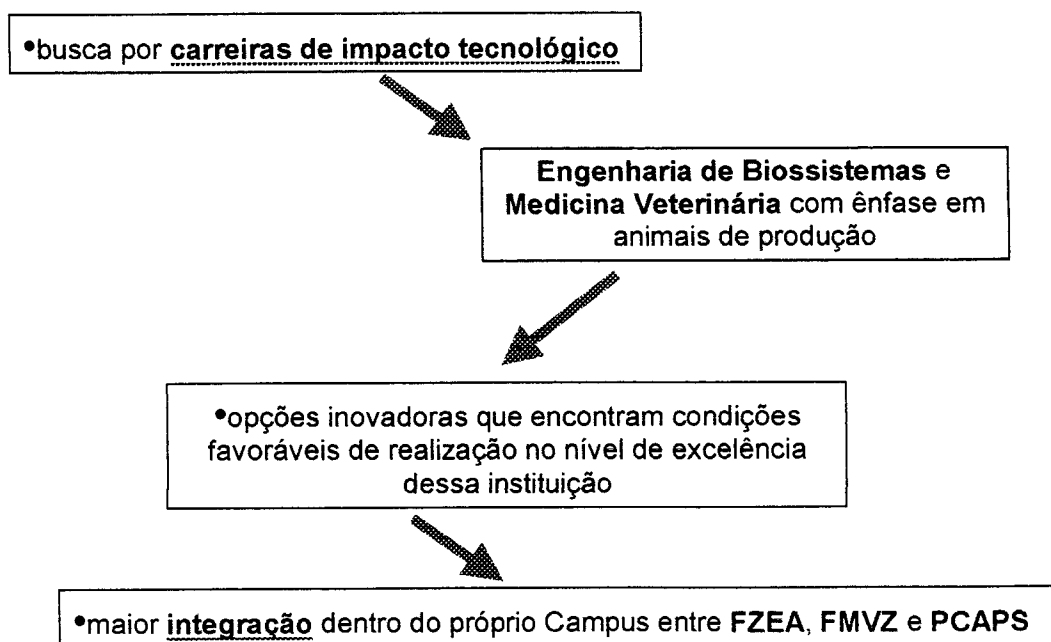 •busca por carreiras de impacto tecnológico
Engenharia de Biossistemas e
Medicina Veterinária com ênfase em
animais de produção
•opções inovadoras que encontram condições
favoráveis de realização no nível de excelência
dessa instituição
•maior integração dentro do próprio Campus entre FZEA, FMVZ e PCAPS